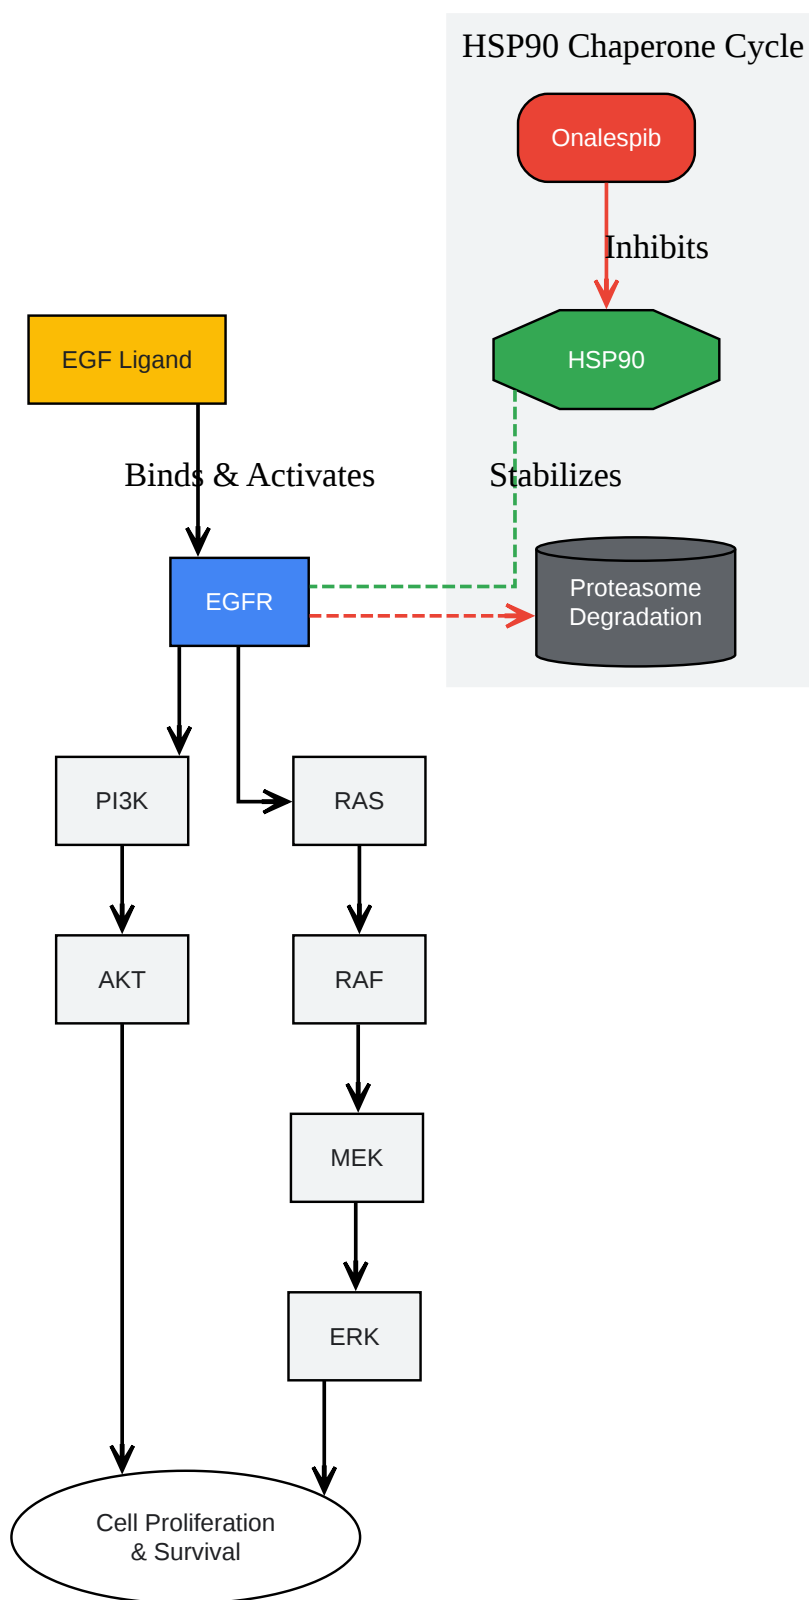 HSP90 Chaperone Cycle
Onalespib
Inhibits
EGF Ligand
HSP90
Binds & Activates
Stabilizes
EGFR
Proteasome
Degradation
PI3K
RAS
AKT
RAF
MEK
ERK
Cell Proliferation
& Survival